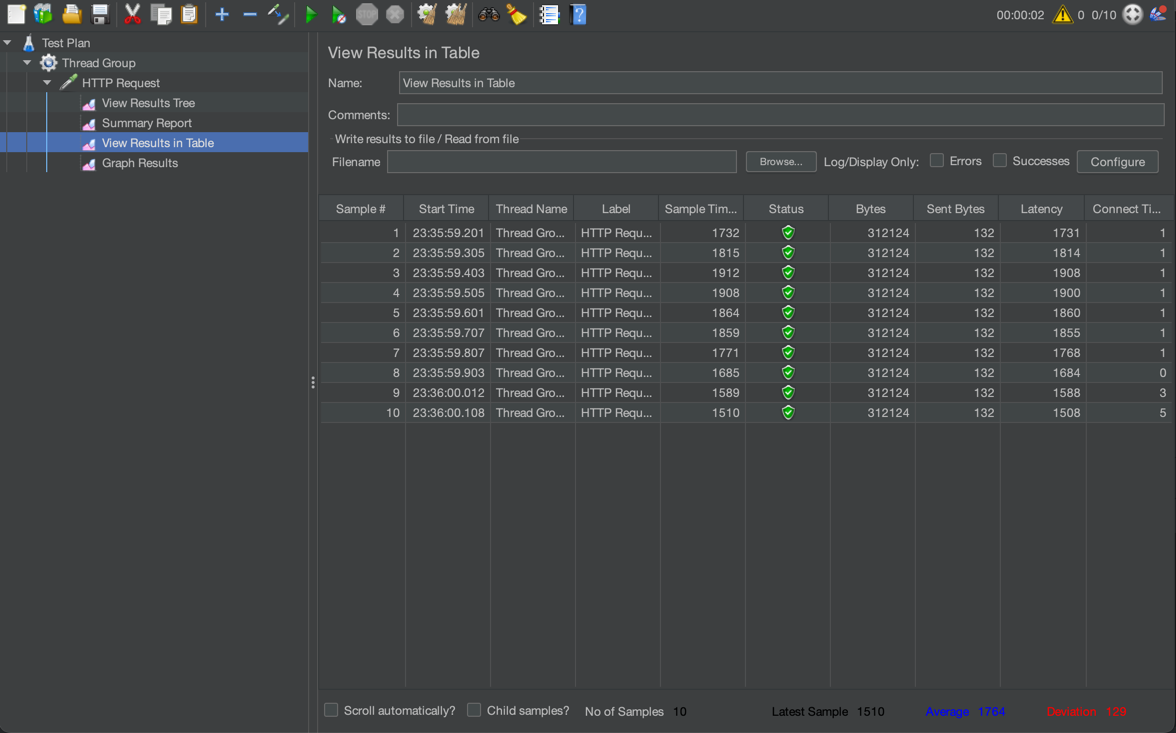 STOP
00:00:02 0 0/10
Test Plan
Thread Group
HTTP Request
View Results Tree
Summary Report
View Results in Table
Graph Results
View Results in Table
Name: View Results in Table
Comments:
Write results to file / Read from file
Filename Browse... Log/Display Only: Errors Successes Configure
Sample # Start Time Thread Name Label Sample Tim... Status Bytes Sent Bytes Latency Connect Ti...
1 23:35:59.201 Thread Gro... HTTP Requ... 1732 312124 132 1731 1
2 23:35:59.305 Thread Gro... HTTP Requ... 1815 312124 132 1814 1
3 23:35:59.403 Thread Gro... HTTP Requ... 1912 312124 132 1908 1
4 23:35:59.505 Thread Gro... HTTP Requ... 1908 312124 132 1900 1
5 23:35:59.601 Thread Gro... HTTP Requ... 1864 312124 132 1860 1
6 23:35:59.707 Thread Gro... HTTP Requ... 1859 312124 132 1855 1
7 23:35:59.807 Thread Gro... HTTP Requ... 1771 312124 132 1768 1
8 23:35:59.903 Thread Gro... HTTP Requ... 1685 312124 132 1684 0
9 23:36:00.012 Thread Gro... HTTP Requ... 1589 312124 132 1588 3
10 23:36:00.108 Thread Gro... HTTP Requ... 1510 312124 132 1508 5
Scroll automatically? Child samples? No of Samples 10 Latest Sample 1510 Average 1764 Deviation 129